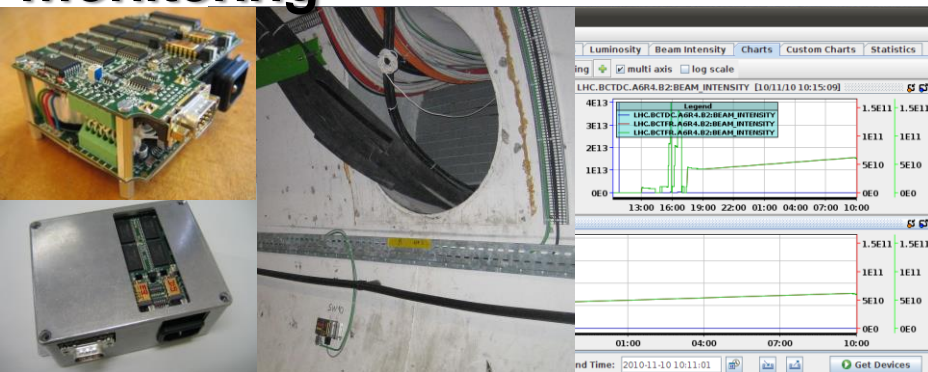 monitoring
Luminosity Beam Intensity Charts Custom Charts Statistics
ing multi axis log scale
LHC.BCTDC.A6R4.B2:BEAM_INTENSITY [10/11/10 10:15:09]
Legend
LHC.BCTDC.A6R4.B2:BEAM_INTENSITY
LHC.BCTFR.A6R4.B2:BEAM_INTENSITY
LHC.BCTFR.A6R4.B2:BEAM_INTENSITY
4E13 1.5E11 1.5E11
3E13 1E11 1E11
2E13
1E13 5E10 5E10
0E0 0E0 0E0
13:00 16:00 19:00 22:00 01:00 04:00 07:00 10:00
1.5E11 1.5E11
1E11 1E11
5E10 5E10
0E0 0E0
01:00 04:00 07:00 10:00
nd Time: 2010-11-10 10:11:01 Get Devices